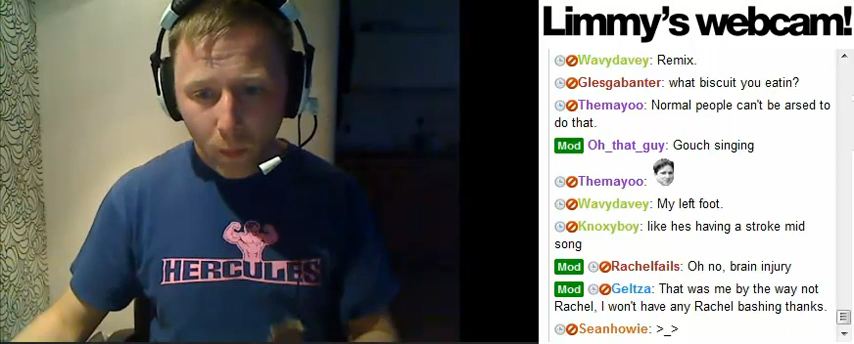 Limmy's webcam!
Wavydavey: Remix.
Glesgabanter: what biscuit you eatin?
Themayoo: Normal people can't be arsed to
do that.
Mod Oh_that_guy: Gouch singing
Themayoo:
Wavydavey: My left foot.
Knoxyboy: like hes having a stroke mid
song
Mod Rachelfails: Oh no, brain injury
Mod Geltza: That was me by the way not
Rachel, I won't have any Rachel bashing thanks.
Seanhowie: >_>
HERCULES